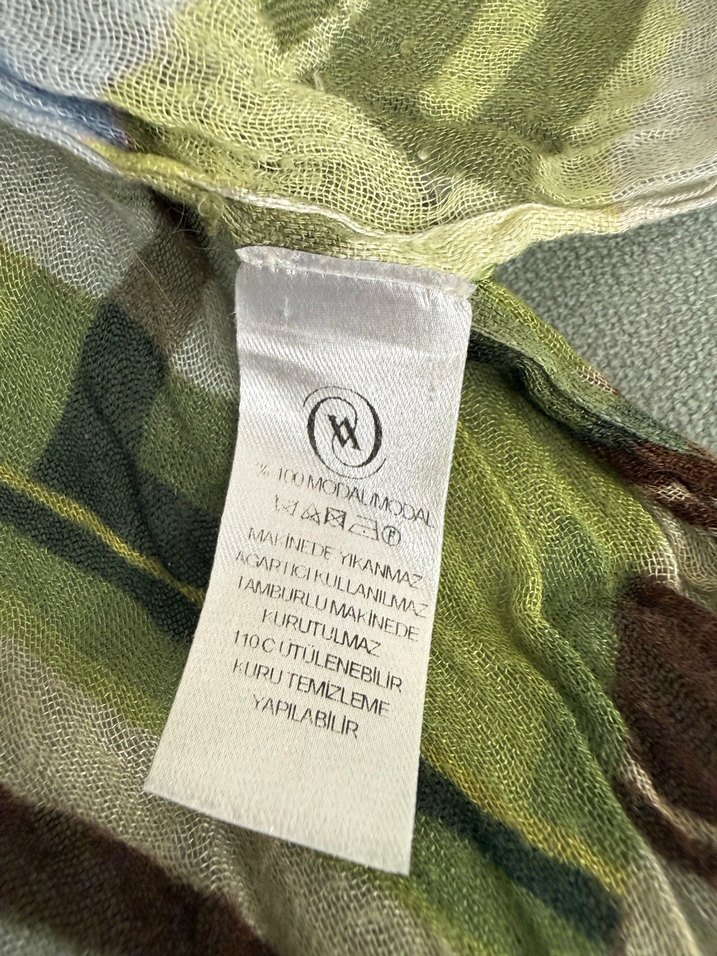 % 100 MODAL/MODAL
MAKİNEDE YIKANMAZ
AĞARTICI KULLANILMAZ
TAMBURLU MAKİNEDE
KURUTULMAZ
110 C ÜTÜLENEBİLİR
KURU TEMİZLEME
YAPILABİLİR